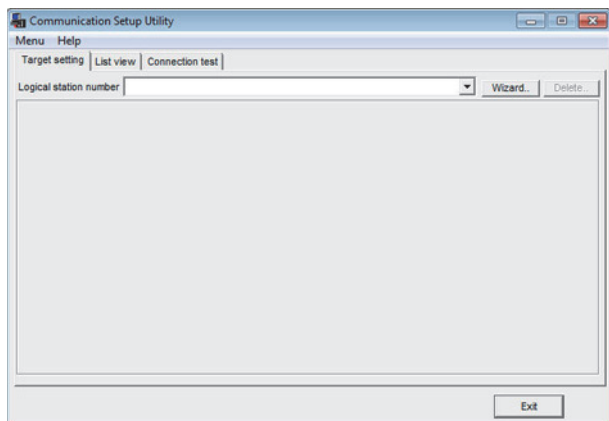 Communication Setup Utility
Menu Help
Target setting List view Connection test
Logical station number Wizard.. Delete..
Exit